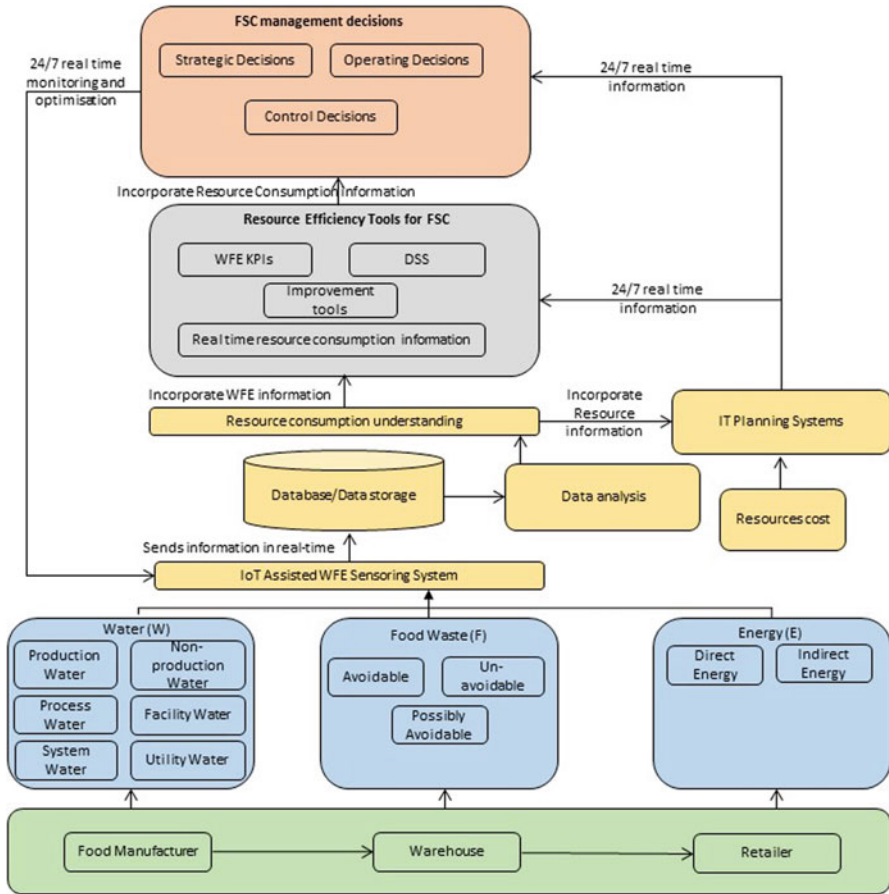 FSC management decisions
Strategic Decisions
Operating Decisions
Control Decisions
24/7 real time
monitoring and
optimisation
24/7 real time
information
Incorporate Resource Consumption Information
Resource Efficiency Tools for FSC
WFE KPIs
DSS
Improvement
tools
Real time resource consumption information
24/7 real time
information
Incorporate WFE information
Resource consumption understanding
Incorporate
Resource
information
IT Planning Systems
Database/Data storage
Data analysis
Resources cost
Sends information in real-time
IoT Assisted WFE Sensoring System
Water (W)
Production
Water
Non-
production
Water
Process
Water
Facility Water
System
Water
Utility Water
Food Waste (F)
Avoidable
Un-
avoidable
Possibly
Avoidable
Energy (E)
Direct
Energy
Indirect
Energy
Food Manufacturer
Warehouse
Retailer